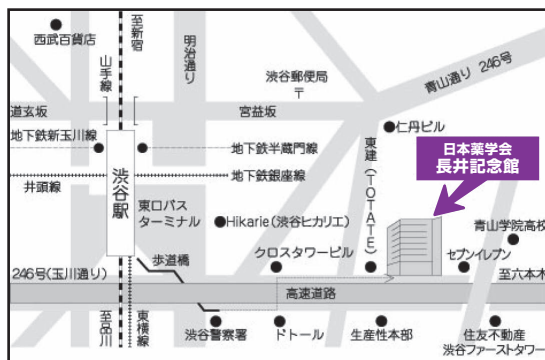 西武百貨店
至新宿
山手線
明治通り
渋谷郵便局
〒
青山通り 246号
道玄坂
宮益坂
仁丹ビル
日本薬学会
長井記念館
地下鉄新玉川線
地下鉄半蔵門線
東建(TOTATE)
渋谷駅
井頭線
地下鉄銀座線
東口バス
ターミナル
Hikarie(渋谷ヒカリエ)
青山学院高校
クロスタワービル
セブンイレブン
歩道橋
246号(玉川通り)
至六本木
高速道路
至品川
東横線
渋谷警察署
ドトール
生産性本部
住友不動産
渋谷ファーストタワー